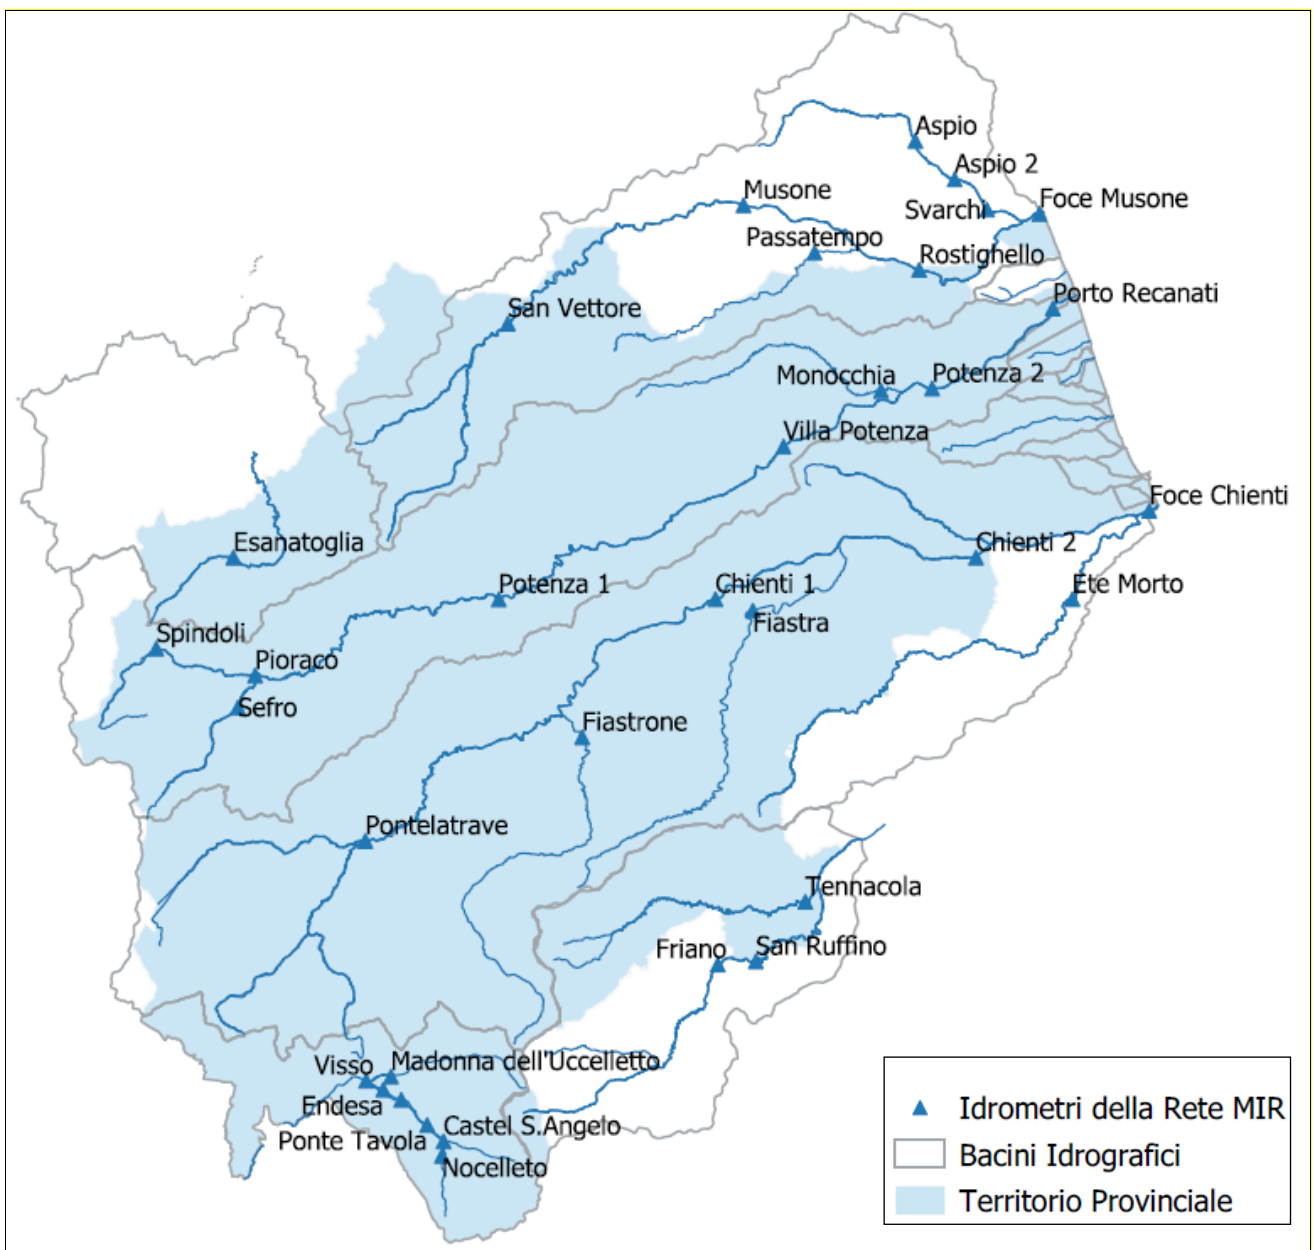 Aspio
Aspio 2
Musone
Svarchi
Foce Musone
Passatempo
Rostighello
Porto Recanati
San Vettore
Monocchia
Potenza 2
Villa Potenza
Foce Chienti
Esanatoglia
Chienti 2
Potenza 1
Chienti 1
Ete Morto
Fiastra
Spindoli
Pioraco
Sefro
Fiastrone
Pontelatrave
Tennacola
Friano
San Ruffino
Visso
Madonna dell'Uccelletto
Endesa
Castel S.Angelo
Ponte Tavola
Nocelleto
Idrometri della Rete MIR
Bacini Idrografici
Territorio Provinciale